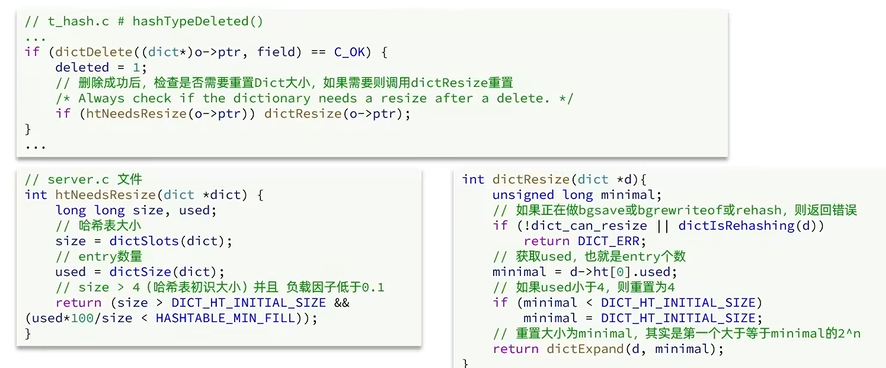 // t_hash.c # hashTypeDeleted()
...
if (dictDelete((dict*)o->ptr, field) == C_OK) {
    deleted = 1;
    // 删除成功后，检查是否需要重置Dict大小，如果需要则调用dictResize重置
    /* Always check if the dictionary needs a resize after a delete. */
    if (htNeedsResize(o->ptr)) dictResize(o->ptr);
}
...
// server.c 文件
int htNeedsResize(dict *dict) {
    long long size, used;
    // 哈希表大小
    size = dictSlots(dict);
    // entry数量
    used = dictSize(dict);
    // size > 4（哈希表初识大小）并且 负载因子低于0.1
    return (size > DICT_HT_INITIAL_SIZE &&
(used*100/size < HASHTABLE_MIN_FILL));
}
int dictResize(dict *d){
    unsigned long minimal;
    // 如果正在做bgsave或bgrewriteof或rehash，则返回错误
    if (!dict_can_resize || dictIsRehashing(d))
        return DICT_ERR;
    // 获取used，也就是entry个数
    minimal = d->ht[0].used;
    // 如果used小于4，则重置为4
    if (minimal < DICT_HT_INITIAL_SIZE)
        minimal = DICT_HT_INITIAL_SIZE;
    // 重置大小为minimal，其实是第一个大于等于minimal的2^n
    return dictExpand(d, minimal);
}